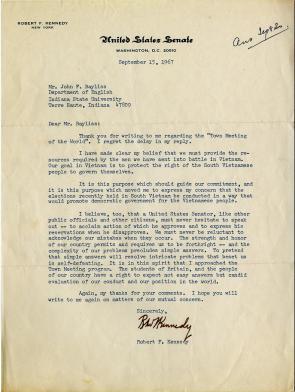 ROBERT F. KENNEDY
NEW YORK
United States Senate
WASHINGTON, D.C. 20510
Ans Sept 20
September 15, 1967
Mr. John F. Bayliss
Department of English
Indiana State University
Terre Haute, Indiana 47809
Dear Mr. Bayliss:
Thank you for writing to me regarding the "Town Meeting
of the World". I regret the delay in my reply.
I have made clear my belief that we must provide the re-
sources required by the men we have sent into battle in Vietnam.
Our goal in Vietnam is to protect the right of the South Vietnamese
people to govern themselves.
It is this purpose which should guide our commitment, and
it is this purpose which moved me to express my concern that the
elections recently held in South Vietnam be conducted in a way that
would promote democratic government for the Vietnamese people.
I believe, too, that a United States Senator, like other
public officials and other citizens, must never hesitate to speak
out -- to acclaim action of which he approves and to express his
reservations when he disapproves. We must never be reluctant to
acknowledge our mistakes when they occur. The strength and honor
of our country permits and requires us to be forthright -- and the
complexity of our problems precludes simple answers. To pretend
that simple answers will resolve intricate problems that beset us
is self-defeating. It is in this spirit that I approached the
Town Meeting program. The students of Britain, and the people of
our country have a right to expect not easy answers but candid
evaluation of our conduct and our position in the world.
Again, my thanks for your comments. I hope you will
write to me again on matters of our mutual concern.
Sincerely,
Robert F. Kennedy